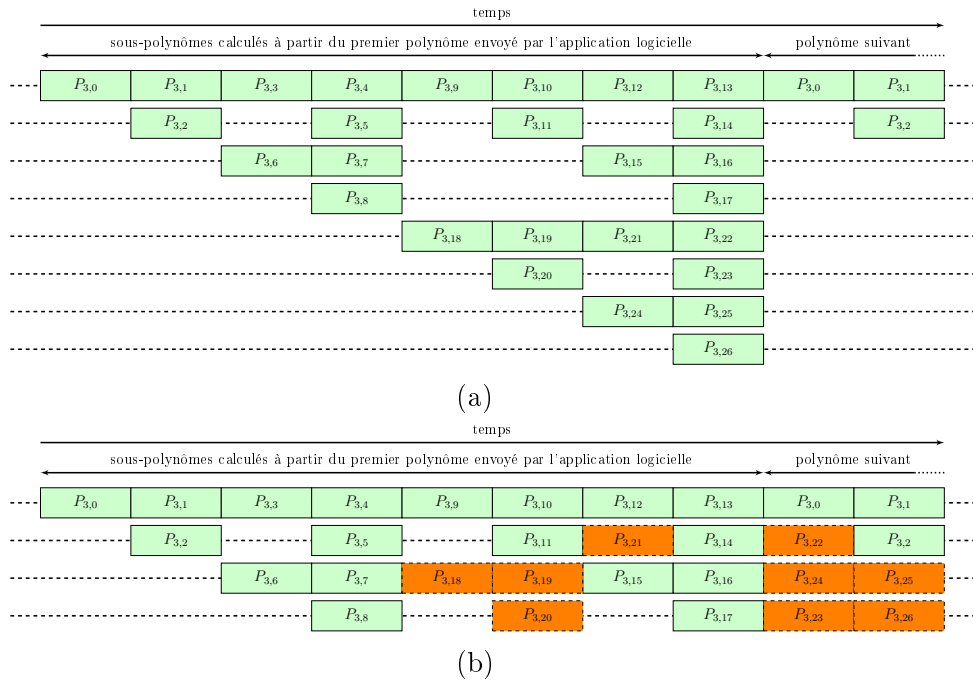 temps
sous-polynômes calculés à partir du premier polynôme envoyé par l'application logicielle polynôme suivant
P3,0 P3,1 P3,3 P3,4 P3,9 P3,10 P3,12 P3,13 P3,0 P3,1
P3,2 P3,5 P3,11 P3,14 P3,2
P3,6 P3,7 P3,15 P3,16
P3,8 P3,17
P3,18 P3,19 P3,21 P3,22
P3,20 P3,23
P3,24 P3,25
P3,26
(a)
temps
sous-polynômes calculés à partir du premier polynôme envoyé par l'application logicielle polynôme suivant
P3,0 P3,1 P3,3 P3,4 P3,9 P3,10 P3,12 P3,13 P3,0 P3,1
P3,2 P3,5 P3,11 P3,21 P3,14 P3,22 P3,2
P3,6 P3,7 P3,18 P3,19 P3,15 P3,16 P3,24 P3,25
P3,8 P3,20 P3,17 P3,23 P3,26
(b)